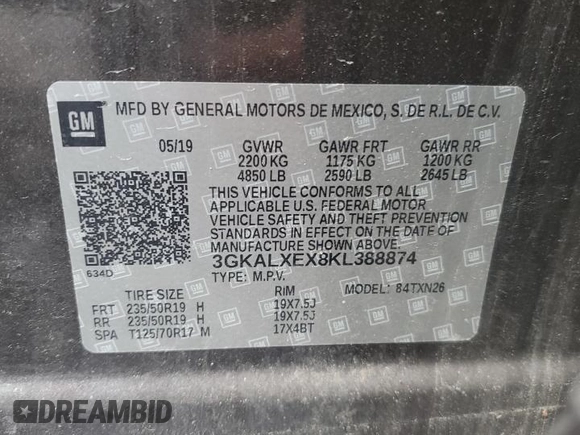 GM
MFD BY GENERAL MOTORS DE MEXICO, S. DE R.L. DE C.V.
05/19 GVWR GAWR FRT GAWR RR
2200 KG 1175 KG 1200 KG
4850 LB 2590 LB 2645 LB
THIS VEHICLE CONFORMS TO ALL
APPLICABLE U.S. FEDERAL MOTOR
VEHICLE SAFETY AND THEFT PREVENTION
STANDARDS IN EFFECT ON THE DATE OF
MANUFACTURE SHOWN ABOVE.
634D
3GKALXEX8KL388874
TYPE: M.P.V. MODEL: 84TXN26
TIRE SIZE RIM
FRT 235/50R19 H 19X7.5J
RR 235/50R19 H 19X7.5J
SPA T125/70R17 M 17X4BT
DREAMBID